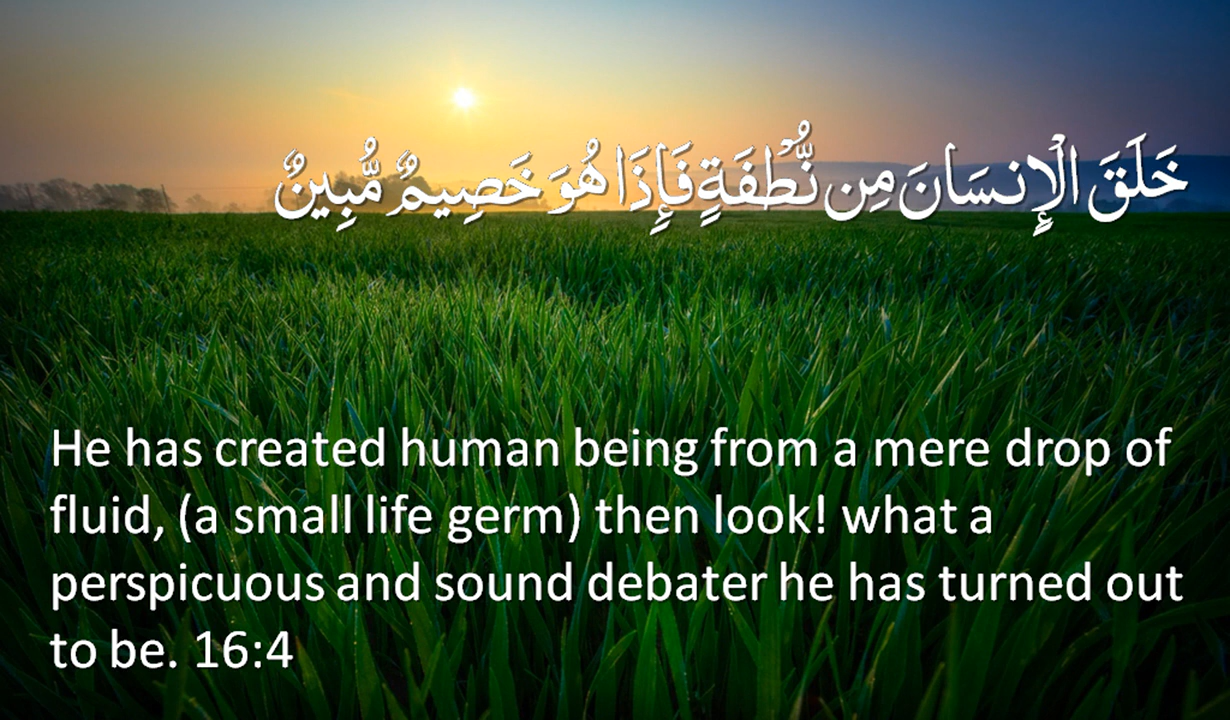 خَلَقَ الْإِنسَانَ مِن نُّطْفَةٍ فَإِذَا هُوَ خَصِيمٌ مُّبِينٌ
He has created human being from a mere drop of
fluid, (a small life germ) then look! what a
perspicuous and sound debater he has turned out
to be. 16:4